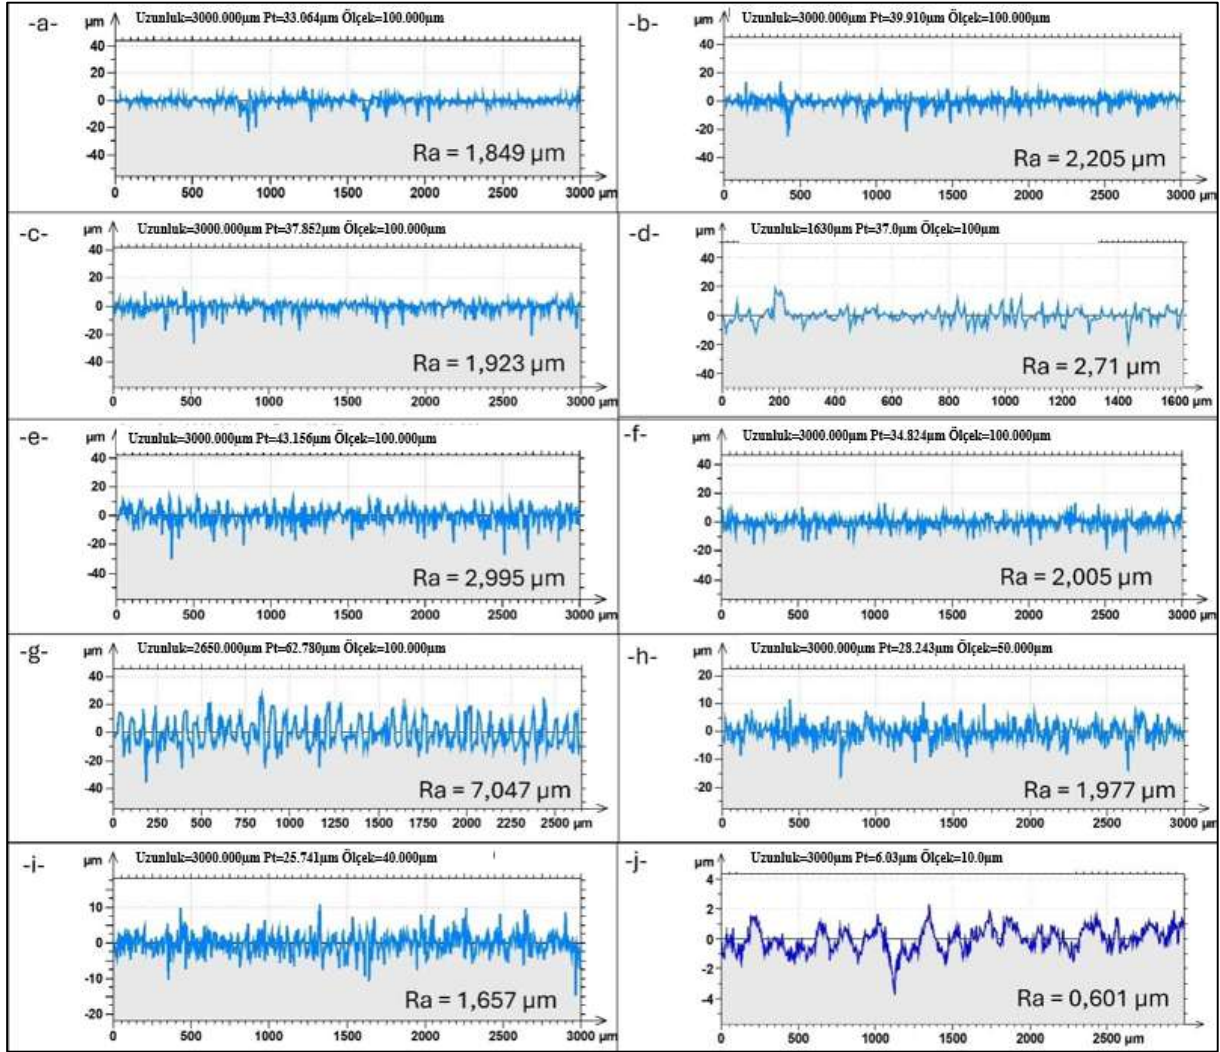 -a-
µm
Uzunluk=3000.000µm Pt=33.064µm Ölçek=100.000µm
40
20
0
-20
-40
Ra = 1,849 µm
0 500 1000 1500 2000 2500 3000 µm
-b-
µm
Uzunluk=3000.000µm Pt=39.910µm Ölçek=100.000µm
40
20
0
-20
-40
Ra = 2,205 µm
0 500 1000 1500 2000 2500 3000 µm
-c-
µm
Uzunluk=3000.000µm Pt=37.852µm Ölçek=100.000µm
40
20
0
-20
-40
Ra = 1,923 µm
0 500 1000 1500 2000 2500 3000 µm
-d-
µm
Uzunluk=1630µm Pt=37.0µm Ölçek=100µm
40
20
0
-20
-40
Ra = 2,71 µm
0 200 400 600 800 1000 1200 1400 1600 µm
-e-
µm
Uzunluk=3000.000µm Pt=43.156µm Ölçek=100.000µm
40
20
0
-20
-40
Ra = 2,995 µm
0 500 1000 1500 2000 2500 3000 µm
-f-
µm
Uzunluk=3000.000µm Pt=34.824µm Ölçek=100.000µm
40
20
0
-20
-40
Ra = 2,005 µm
0 500 1000 1500 2000 2500 3000 µm
-g-
µm
Uzunluk=2650.000µm Pt=62.780µm Ölçek=100.000µm
40
20
0
-20
-40
Ra = 7,047 µm
0 250 500 750 1000 1250 1500 1750 2000 2250 2500 µm
-h-
µm
Uzunluk=3000.000µm Pt=28.243µm Ölçek=50.000µm
20
10
0
-10
-20
Ra = 1,977 µm
0 500 1000 1500 2000 2500 3000 µm
-i-
µm
Uzunluk=3000.000µm Pt=25.741µm Ölçek=40.000µm
10
0
-10
-20
Ra = 1,657 µm
0 500 1000 1500 2000 2500 3000 µm
-j-
µm
Uzunluk=3000µm Pt=6.03µm Ölçek=10.0µm
4
2
0
-2
-4
Ra = 0,601 µm
0 500 1000 1500 2000 2500 µm